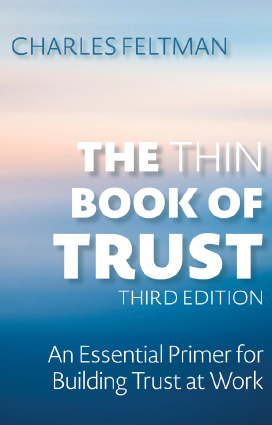 CHARLES FELTMAN
THE THIN
BOOK OF
TRUST
THIRD EDITION
An Essential Primer for
Building Trust at Work